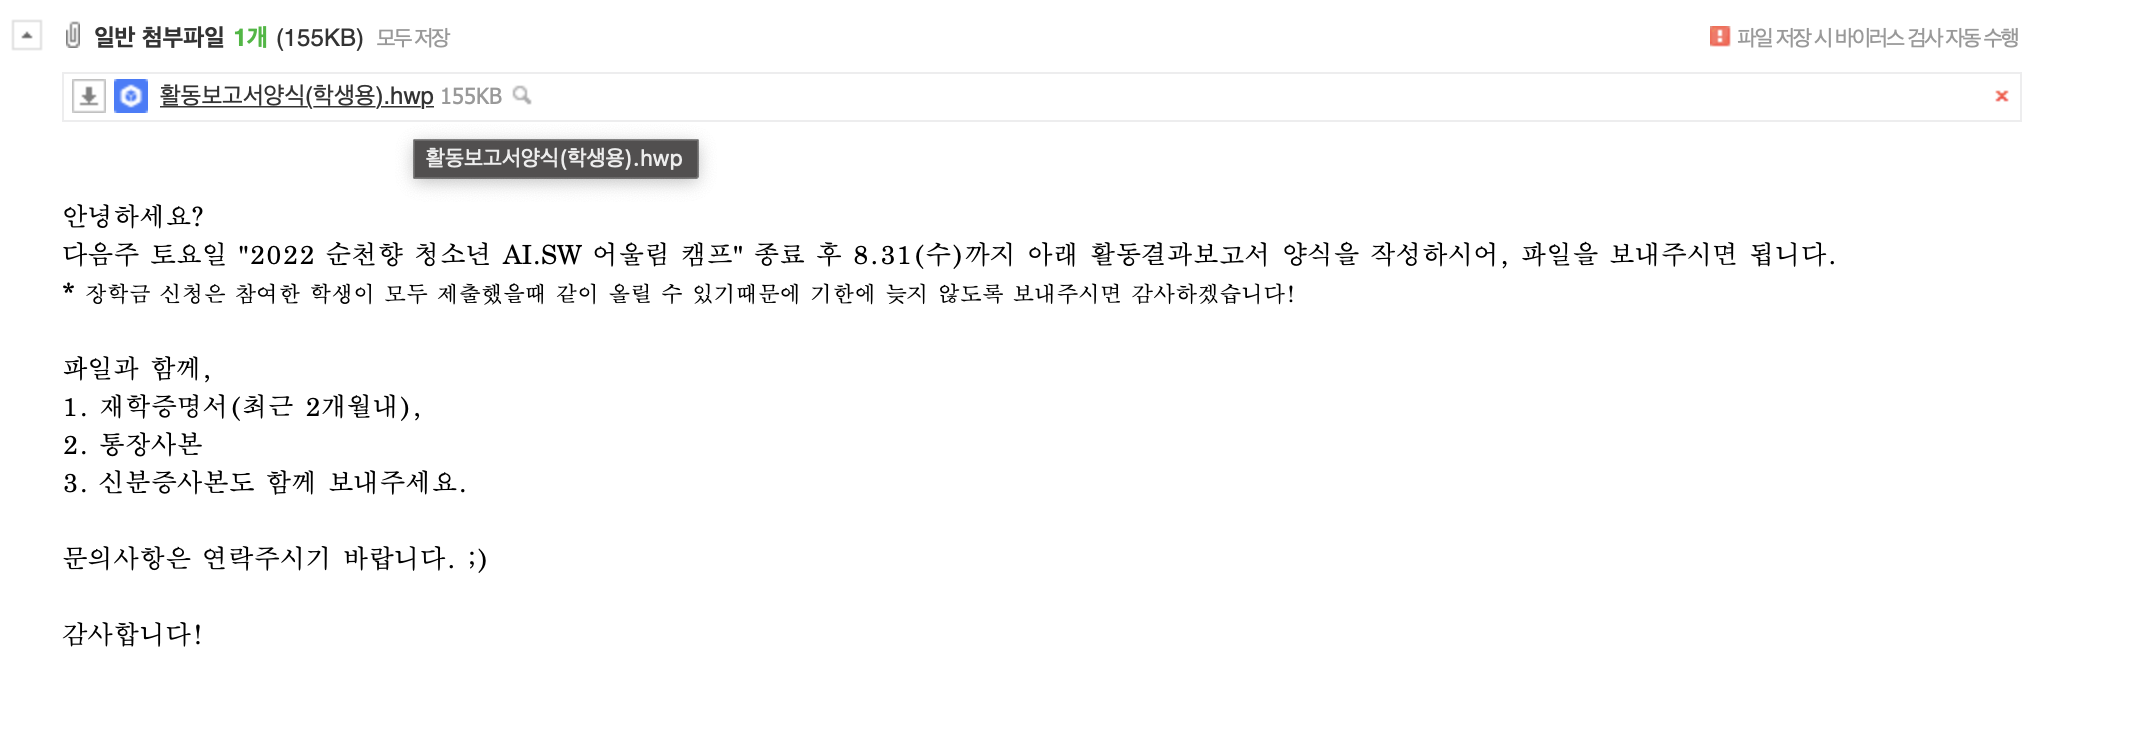 일반 첨부파일 1개 (155KB) 모두 저장
파일 저장 시 바이러스 검사 자동 수행
활동보고서양식(학생용).hwp 155KB
활동보고서양식(학생용).hwp
안녕하세요?
다음주 토요일 "2022 순천향 청소년 AI.SW 어울림 캠프" 종료 후 8.31(수)까지 아래 활동결과보고서 양식을 작성하시어, 파일을 보내주시면 됩니다.
* 장학금 신청은 참여한 학생이 모두 제출했을때 같이 올릴 수 있기때문에 기한에 늦지 않도록 보내주시면 감사하겠습니다!
파일과 함께,
1. 재학증명서(최근 2개월내),
2. 통장사본
3. 신분증사본도 함께 보내주세요.
문의사항은 연락주시기 바랍니다. ;)
감사합니다!